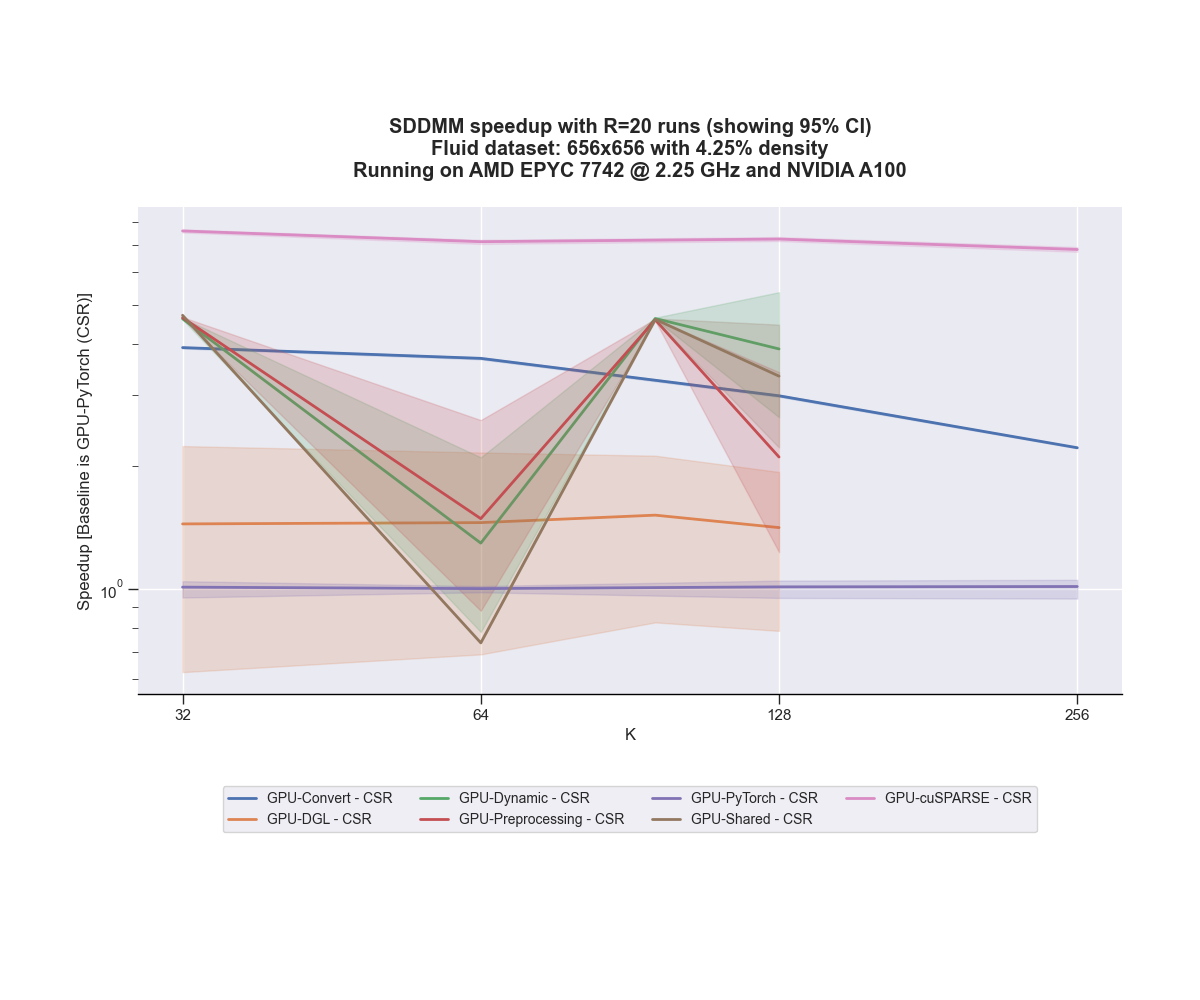 SDDMM speedup with R=20 runs (showing 95% CI)
Fluid dataset: 656x656 with 4.25% density
Running on AMD EPYC 7742 @ 2.25 GHz and NVIDIA A100
Speedup [Baseline is GPU-PyTorch (CSR)]
10^0
32 64 128 256
K
GPU-Convert - CSR GPU-Dynamic - CSR GPU-PyTorch - CSR GPU-cuSPARSE - CSR
GPU-DGL - CSR GPU-Preprocessing - CSR GPU-Shared - CSR